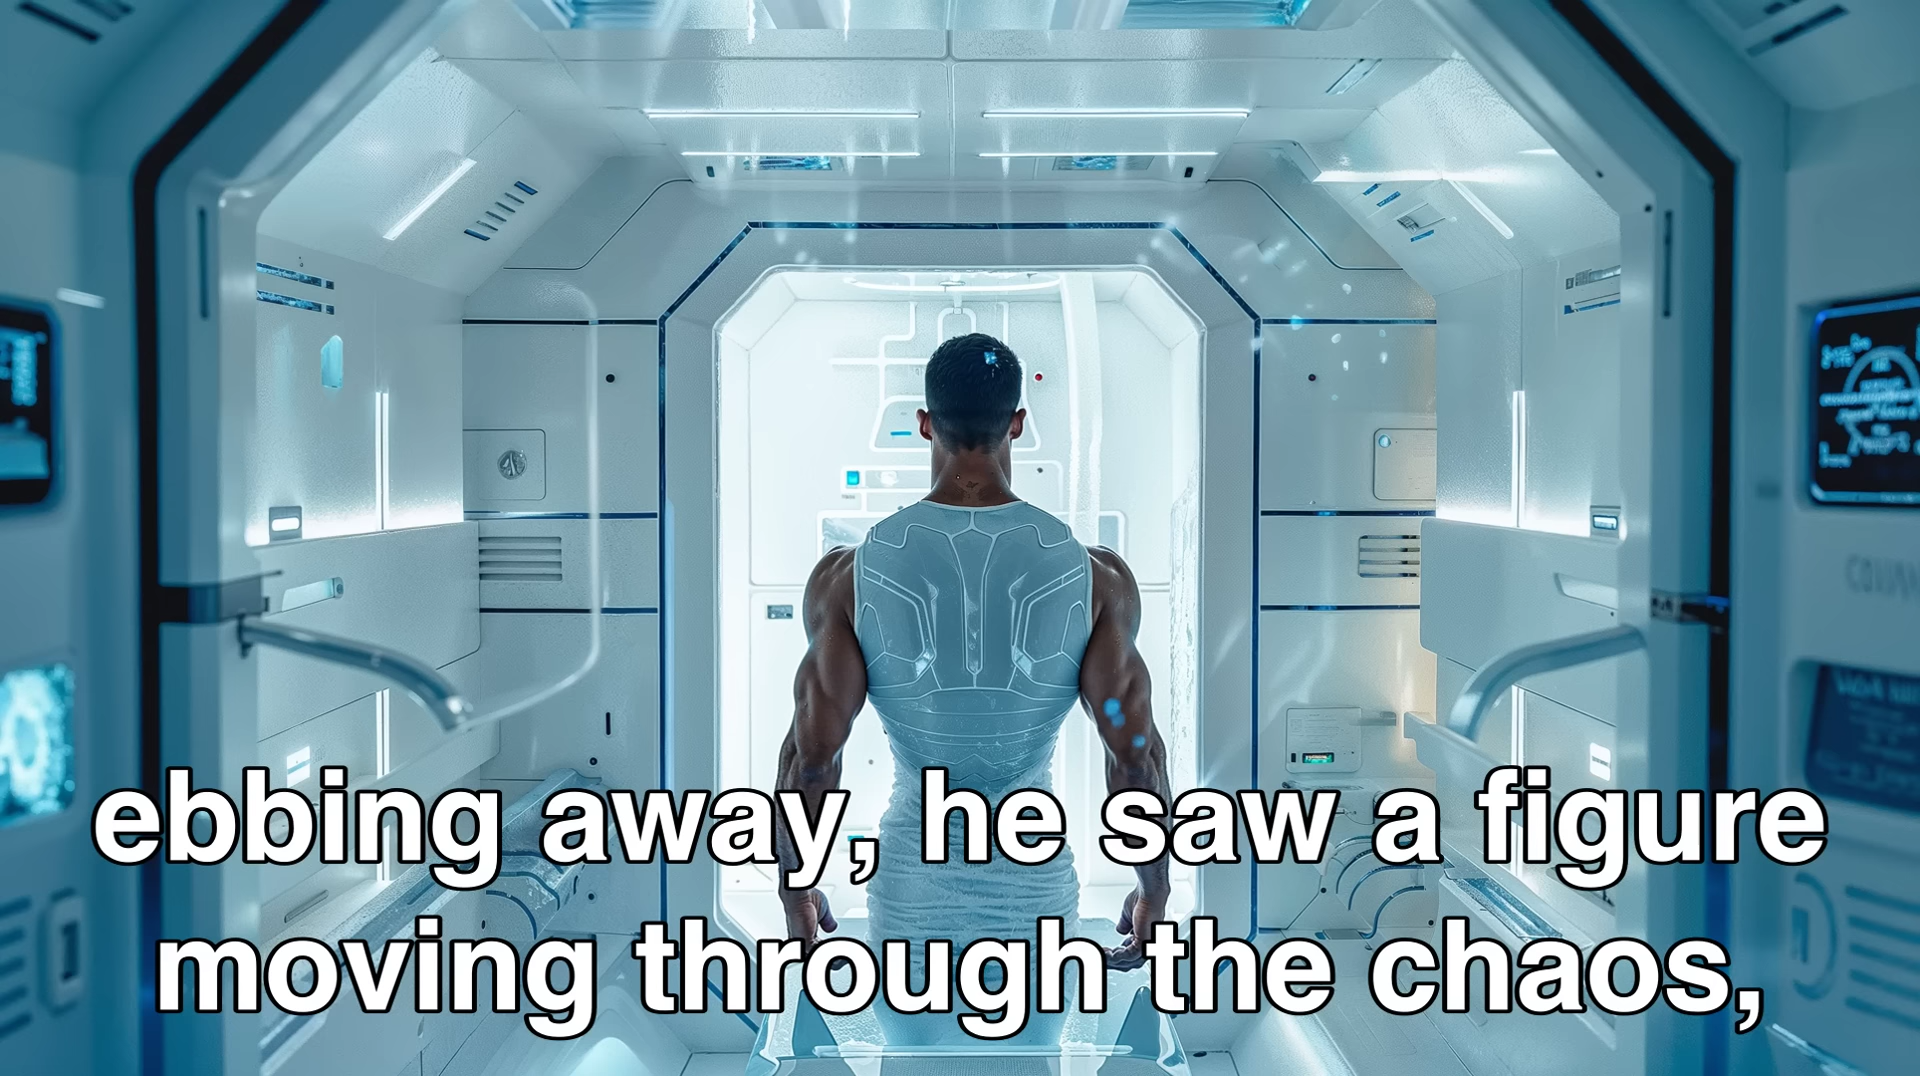 ebbing away, he saw a figure
moving through the chaos,